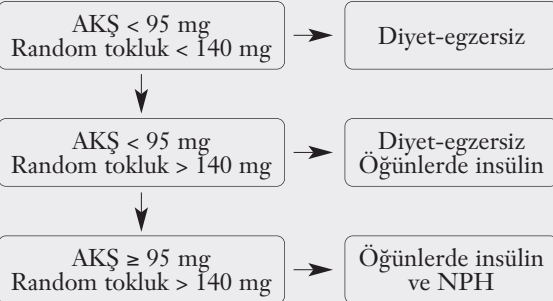 AKŞ < 95 mg
Random tokluk < 140 mg
Diyet-egzersiz
AKŞ < 95 mg
Random tokluk > 140 mg
Diyet-egzersiz
Öğünlerde insülin
AKŞ ≥ 95 mg
Random tokluk > 140 mg
Öğünlerde insülin
ve NPH